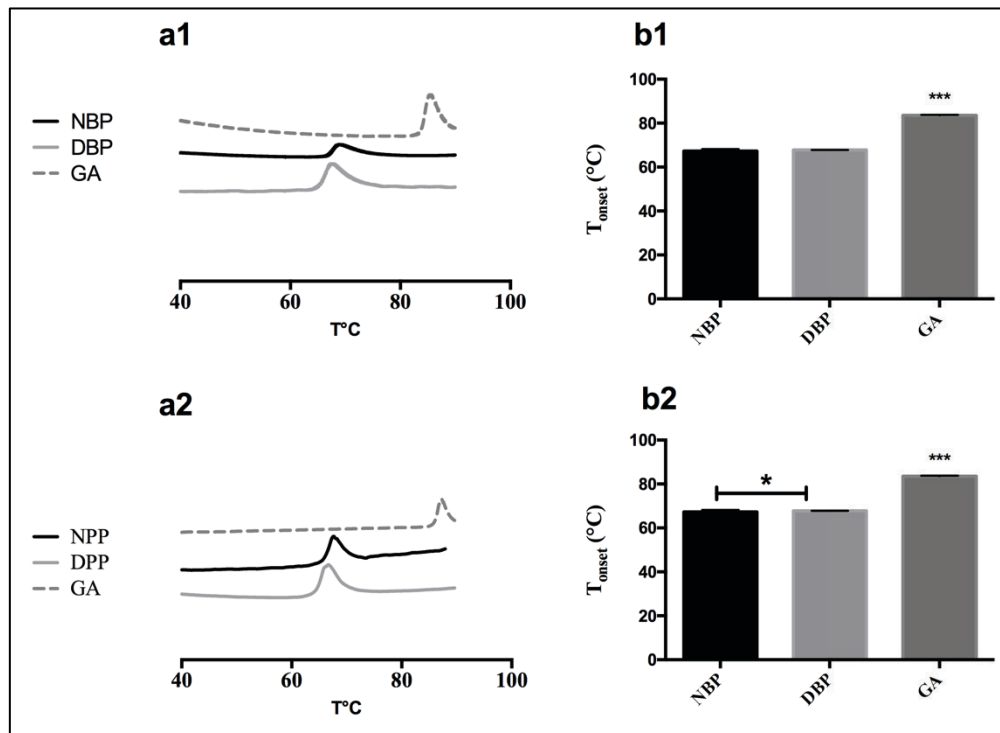 a1
NBP
DBP
GA
40 60 80 100
T°C
b1
Tonset (°C)
100
80
60
40
20
0
***
NBP DBP GA
a2
NPP
DPP
GA
40 60 80 100
T°C
b2
Tonset (°C)
100
80
60
40
20
0
*
***
NBP DBP GA